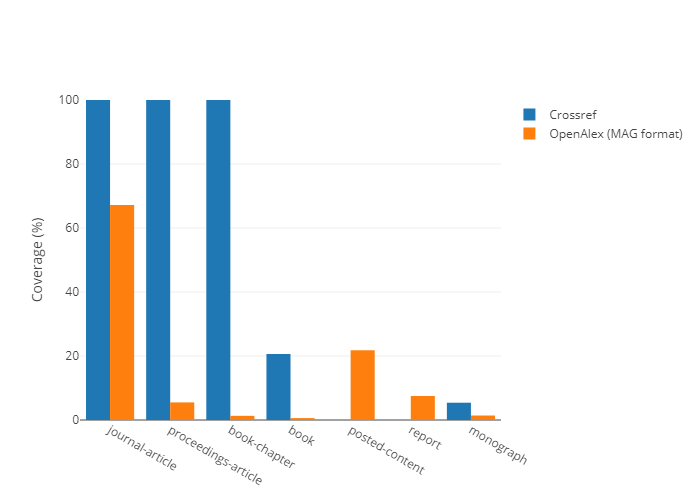 Crossref
OpenAlex (MAG format)
Coverage (%)
100
80
60
40
20
0
journal-article
proceedings-article
book-chapter
book
posted-content
report
monograph